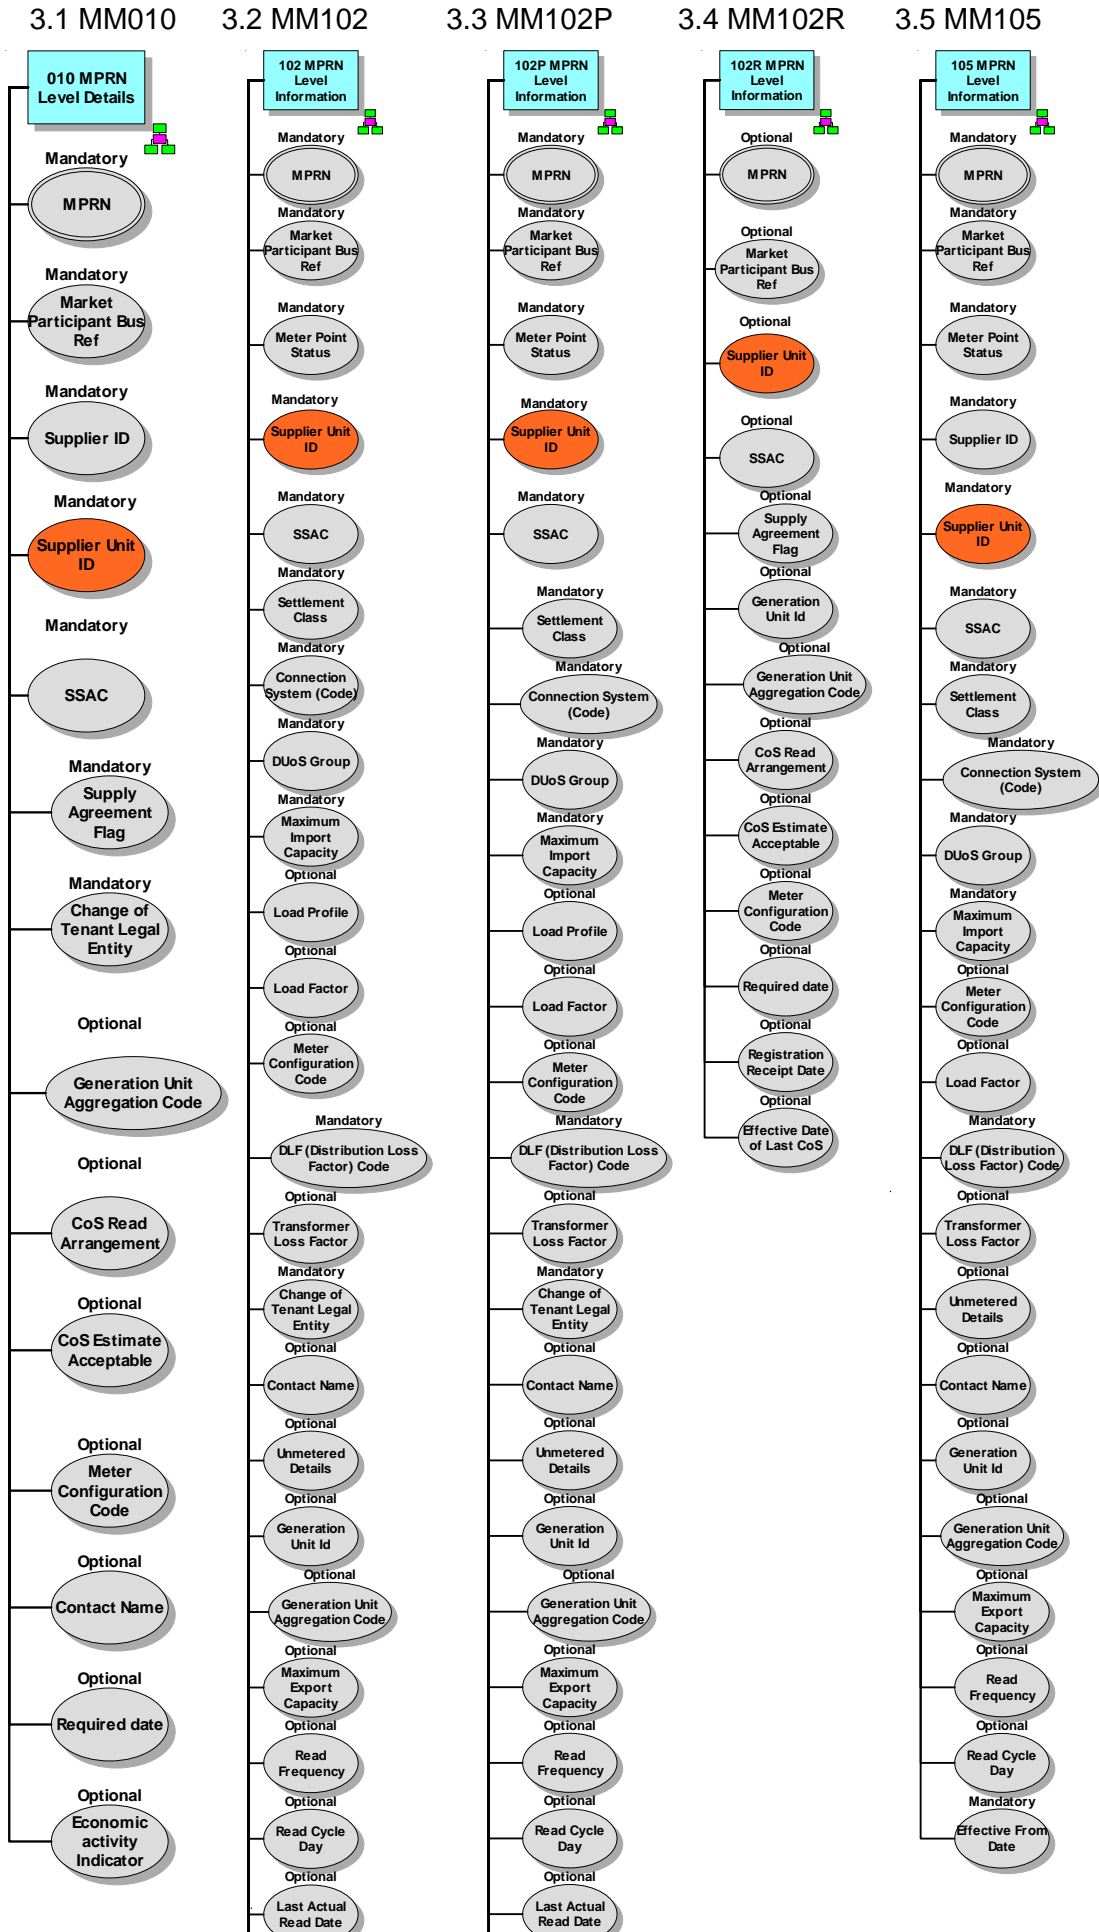 3.1 MM010
010 MPRN
Level Details
Mandatory
MPRN
Mandatory
Market
Participant Bus
Ref
Mandatory
Supplier ID
Mandatory
Supplier Unit
ID
Mandatory
SSAC
Mandatory
Supply
Agreement
Flag
Mandatory
Change of
Tenant Legal
Entity
Optional
Generation Unit
Aggregation Code
Optional
CoS Read
Arrangement
Optional
CoS Estimate
Acceptable
Optional
Meter
Configuration
Code
Optional
Contact Name
Optional
Required date
Optional
Economic
activity
Indicator
3.2 MM102
102 MPRN
Level
Information
Mandatory
MPRN
Mandatory
Market
Participant Bus
Ref
Mandatory
Meter Point
Status
Mandatory
Supplier Unit
ID
Mandatory
SSAC
Mandatory
Settlement
Class
Mandatory
Connection
System (Code)
Mandatory
DUoS Group
Mandatory
Maximum
Import
Capacity
Optional
Load Profile
Optional
Load Factor
Optional
Meter
Configuration
Code
Mandatory
DLF (Distribution Loss
Factor) Code
Optional
Transformer
Loss Factor
Mandatory
Change of
Tenant Legal
Entity
Optional
Contact Name
Optional
Unmetered
Details
Optional
Generation
Unit Id
Optional
Generation Unit
Aggregation Code
Optional
Maximum
Export
Capacity
Optional
Read
Frequency
Optional
Read Cycle
Day
Optional
Last Actual
Read Date
3.3 MM102P
102P MPRN
Level
Information
Mandatory
MPRN
Mandatory
Market
Participant Bus
Ref
Mandatory
Meter Point
Status
Mandatory
Supplier Unit
ID
Mandatory
SSAC
Mandatory
Settlement
Class
Mandatory
Connection System
(Code)
Mandatory
DUoS Group
Mandatory
Maximum
Import
Capacity
Optional
Load Profile
Optional
Load Factor
Optional
Meter
Configuration
Code
Mandatory
DLF (Distribution Loss
Factor) Code
Optional
Transformer
Loss Factor
Mandatory
Change of
Tenant Legal
Entity
Optional
Contact Name
Optional
Unmetered
Details
Optional
Generation
Unit Id
Optional
Generation Unit
Aggregation Code
Optional
Maximum
Export
Capacity
Optional
Read
Frequency
Optional
Read Cycle
Day
Optional
Last Actual
Read Date
3.4 MM102R
102R MPRN
Level
Information
Optional
MPRN
Optional
Market
Participant Bus
Ref
Optional
Supplier Unit
ID
Optional
SSAC
Optional
Supply
Agreement
Flag
Optional
Generation
Unit Id
Optional
Generation Unit
Aggregation Code
Optional
CoS Read
Arrangement
Optional
CoS Estimate
Acceptable
Optional
Meter
Configuration
Code
Optional
Required date
Optional
Registration
Receipt Date
Optional
Effective Date
of Last CoS
3.5 MM105
105 MPRN
Level
Information
Mandatory
MPRN
Mandatory
Market
Participant Bus
Ref
Mandatory
Meter Point
Status
Mandatory
Supplier ID
Mandatory
Supplier Unit
ID
Mandatory
SSAC
Mandatory
Settlement
Class
Mandatory
Connection System
(Code)
Mandatory
DUoS Group
Mandatory
Maximum
Import
Capacity
Optional
Meter
Configuration
Code
Optional
Load Factor
Mandatory
DLF (Distribution
Loss Factor) Code
Optional
Transformer
Loss Factor
Optional
Unmetered
Details
Optional
Contact Name
Optional
Generation
Unit Id
Optional
Generation Unit
Aggregation Code
Optional
Maximum
Export
Capacity
Optional
Read
Frequency
Optional
Read Cycle
Day
Mandatory
Effective From
Date